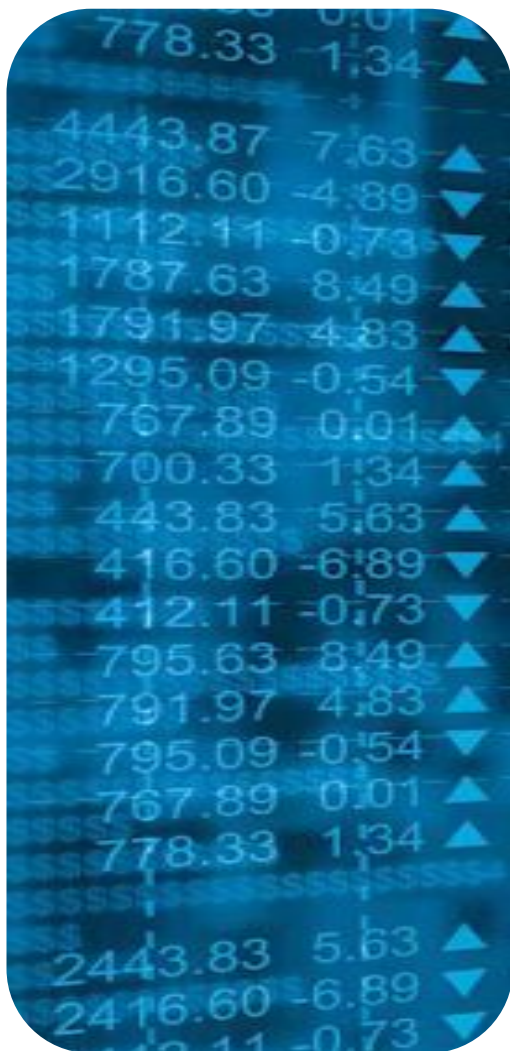 0.01 ▲
778.33 1.34 ▲
4443.87 7.63 ▲
2916.60 -4.89 ▼
1112.11 -0.73 ▼
1787.63 8.49 ▲
1791.97 4.83 ▲
1295.09 -0.54 ▼
767.89 0.01 ▲
700.33 1.34 ▲
443.83 5.63 ▲
416.60 -6.89 ▼
412.11 -0.73 ▼
795.63 8.49 ▲
791.97 4.83 ▲
795.09 -0.54 ▼
767.89 0.01 ▲
778.33 1.34 ▲
2443.83 5.63 ▲
2416.60 -6.89 ▼
-0.73 ▼